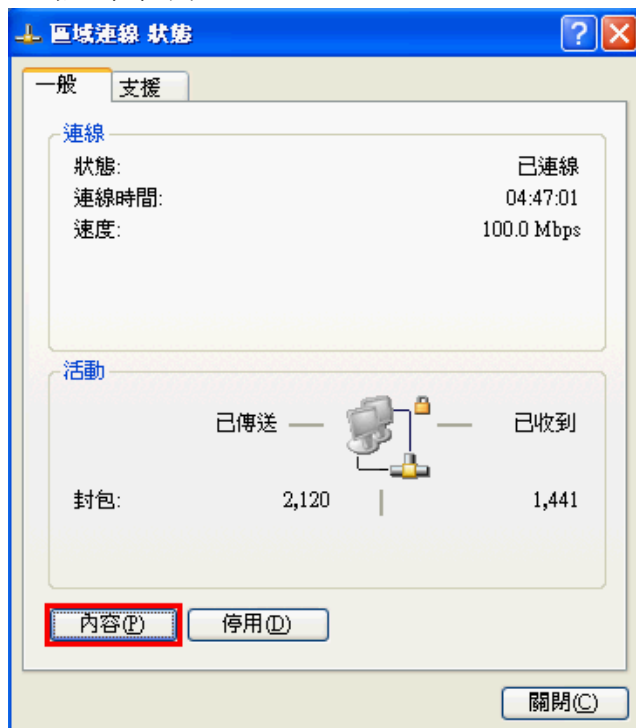 區域連線 狀態
一般 支援
連線
狀態: 已連線
連線時間: 04:47:01
速度: 100.0 Mbps
活動
已傳送 — — 已收到
封包: 2,120 | 1,441
內容(P) 停用(D)
關閉(C)